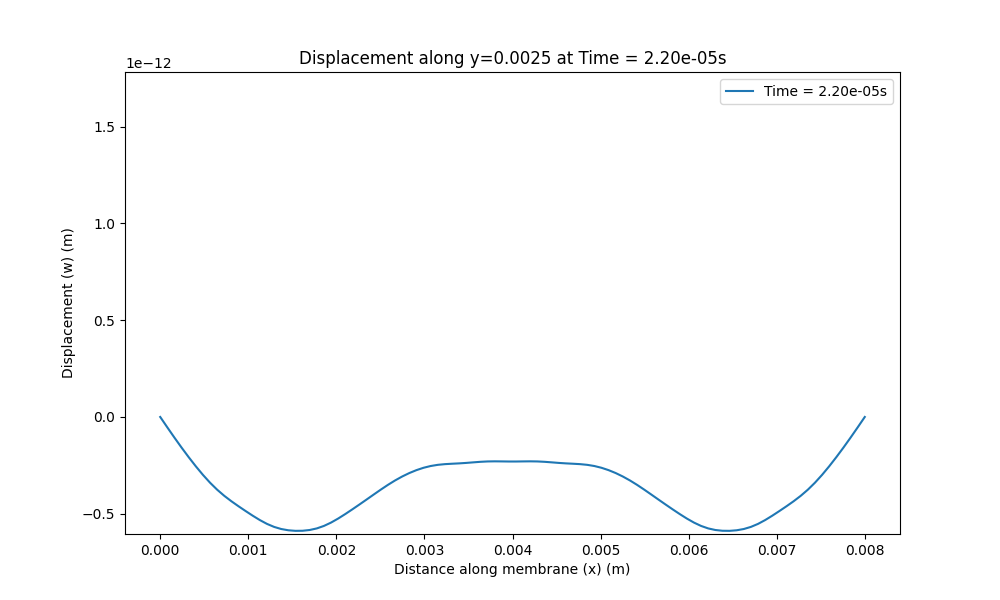 Displacement along y=0.0025 at Time = 2.20e-05s
1e−12
Time = 2.20e-05s
1.5
1.0
0.5
0.0
−0.5
Displacement (w) (m)
0.000 0.001 0.002 0.003 0.004 0.005 0.006 0.007 0.008
Distance along membrane (x) (m)